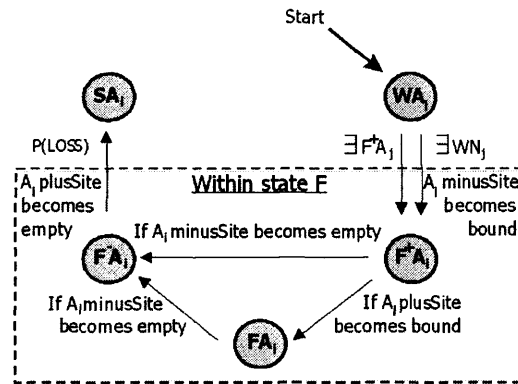 Start
SAi
WAi
P(LOSS)
∃F⁺Aj
∃WNj
Ai plusSite
becomes
empty
Within state F
Ai minusSite
becomes
bound
If Ai minusSite becomes empty
F⁻Ai
F⁺Ai
If Ai minusSite
becomes empty
If Ai plusSite
becomes bound
FAi